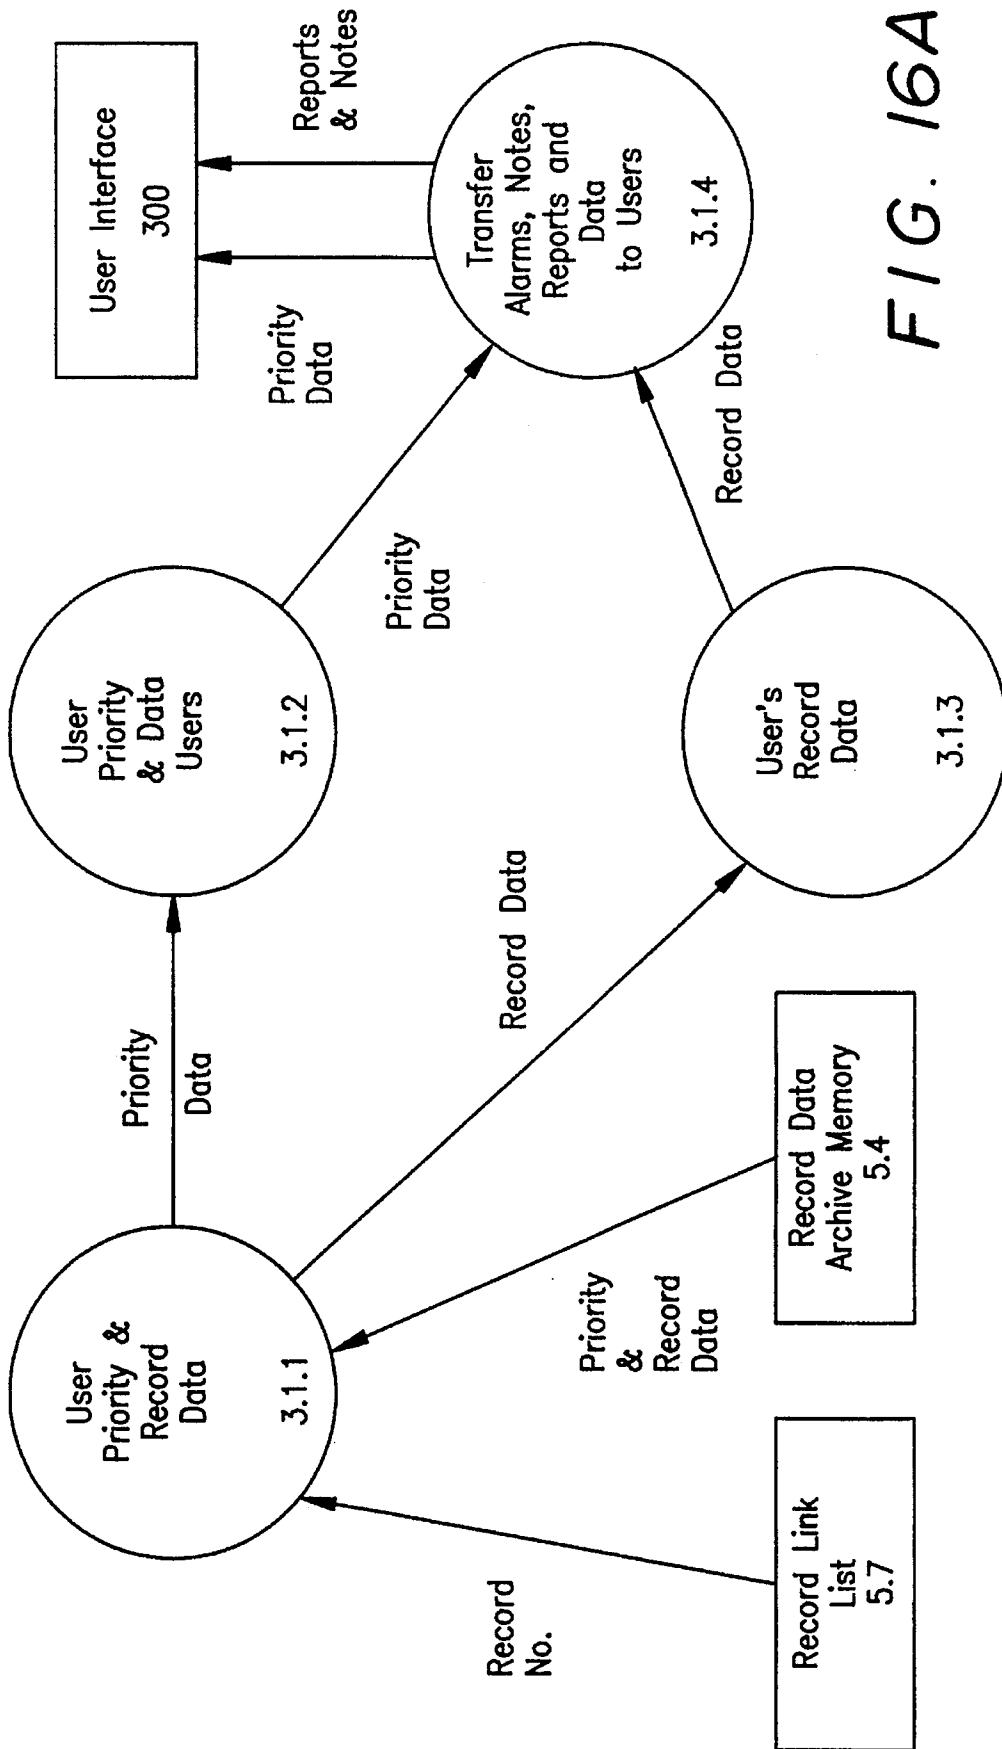 User
Priority &
Record
Data
3.1.1
Priority
Data
User
Priority
& Data
Users
3.1.2
Priority
Data
User Interface
300
Priority
Data
Reports
& Notes
Transfer
Alarms, Notes,
Reports and
Data
to Users
3.1.4
Record Data
Record Data
User's
Record
Data
3.1.3
Record
No.
Priority
& Record
Data
Record Link
List
5.7
Record Data
Archive Memory
5.4
FIG. 16A